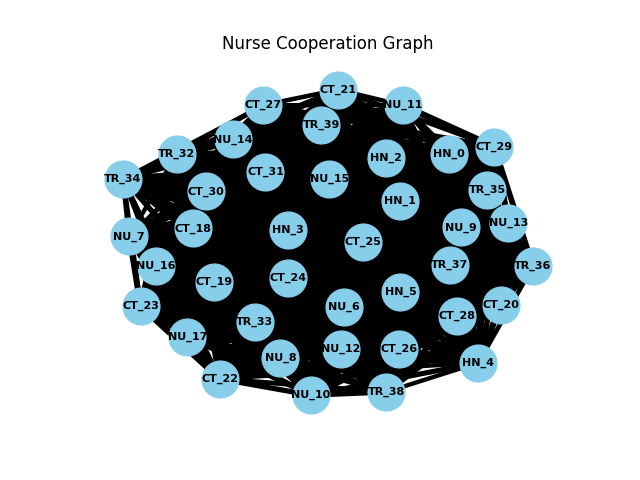 Nurse Cooperation Graph
CT_21
CT_27
NU_11
TR_39
NU_14
CT_29
TR_32
HN_0
HN_2
CT_31
TR_34
NU_15
CT_30
TR_35
HN_1
NU_13
CT_18
NU_9
HN_3
NU_7
CT_25
NU_16
TR_37
TR_36
CT_24
CT_19
HN_5
CT_23
NU_6
CT_20
CT_28
TR_33
NU_17
NU_12
CT_26
NU_8
HN_4
CT_22
TR_38
NU_10